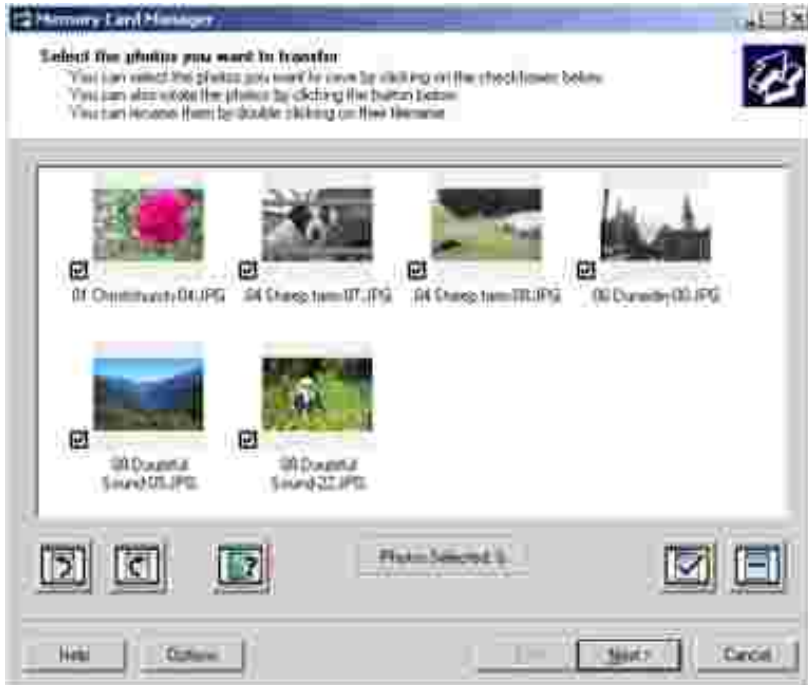 Memory Card Manager
Select the photos you want to transfer
You can select the photos you want to save by clicking on the checkboxes below.
You can also rotate the photos by clicking the button below
You can rename them by double clicking on their filename
01 Christchurch-04.JPG
04 Sheep farm-07.JPG
04 Sheep farm-08.JPG
06 Dunedin-00.JPG
08 Doubtful
Sound-05.JPG
08 Doubtful
Sound-22.JPG
Photos Selected:
Help
Options
Next >
Cancel